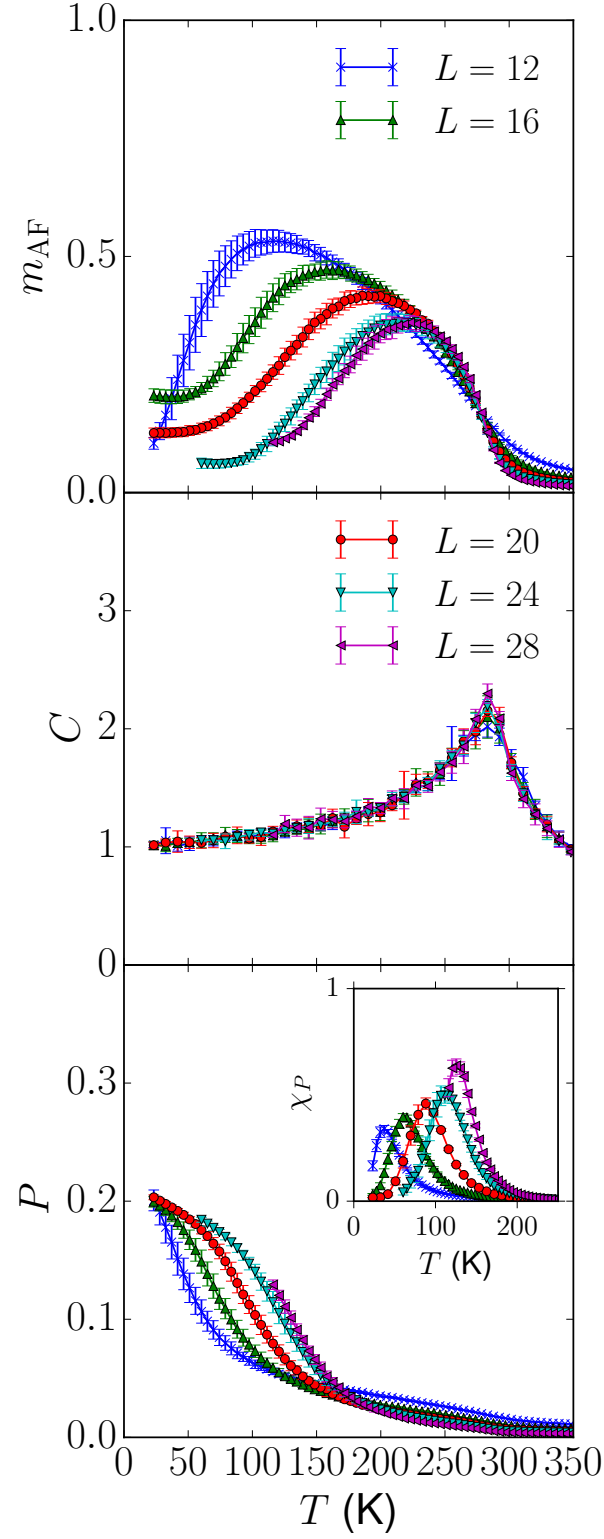 1.0
L = 12
L = 16
m_AF
0.5
0.0
L = 20
3
L = 24
L = 28
C
2
1
0
1
0.3
χ_P
P
0.2
0
0 100 200
T (K)
0.1
0.0
0 50 100 150 200 250 300 350
T (K)